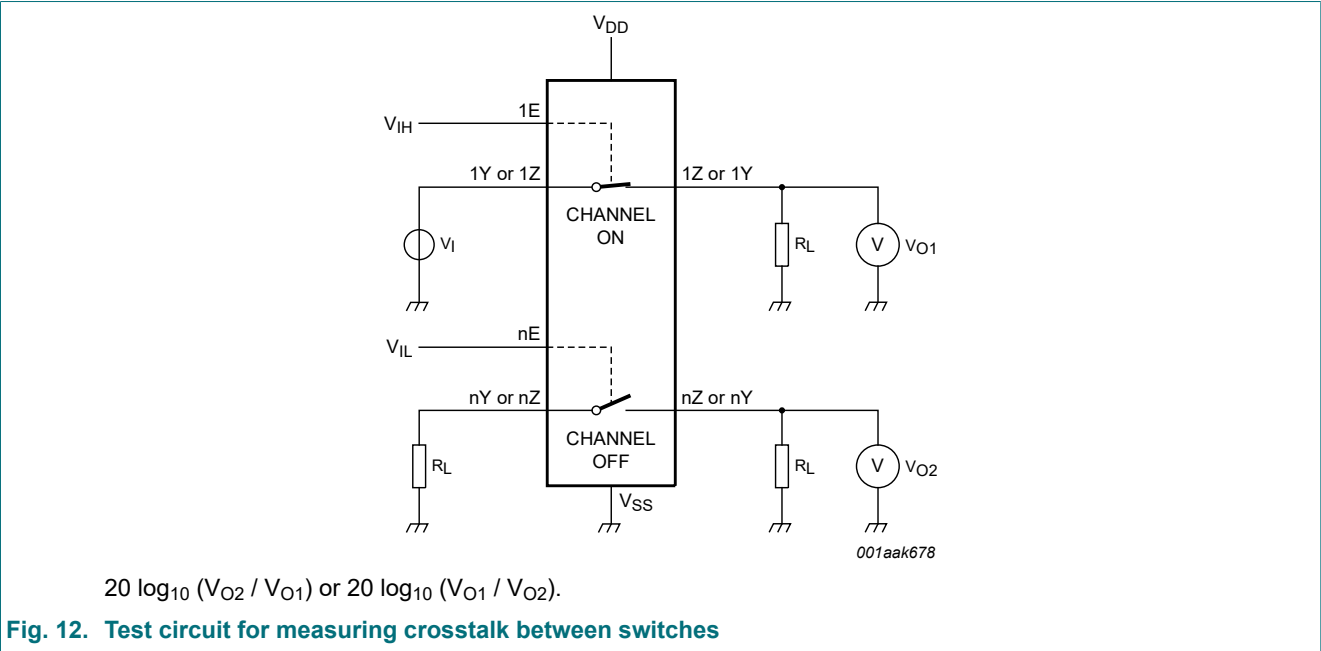 VDD
1E
VIH
1Y or 1Z
1Z or 1Y
CHANNEL
ON
VI
RL
V
VO1
nE
VIL
nY or nZ
nZ or nY
CHANNEL
OFF
RL
RL
V
VO2
VSS
001aak678
20 log10 (VO2 / VO1) or 20 log10 (VO1 / VO2).
Fig. 12. Test circuit for measuring crosstalk between switches